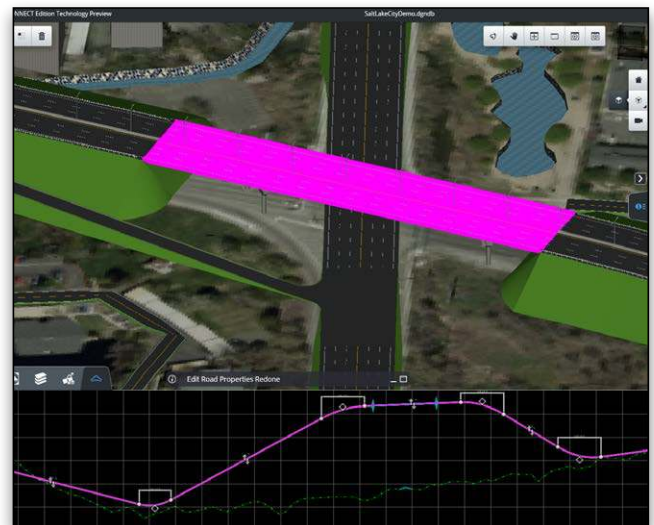 NNECT Edition Technology Preview
SaltLakeCityDemo.dgndb
Edit Road Properties Redone